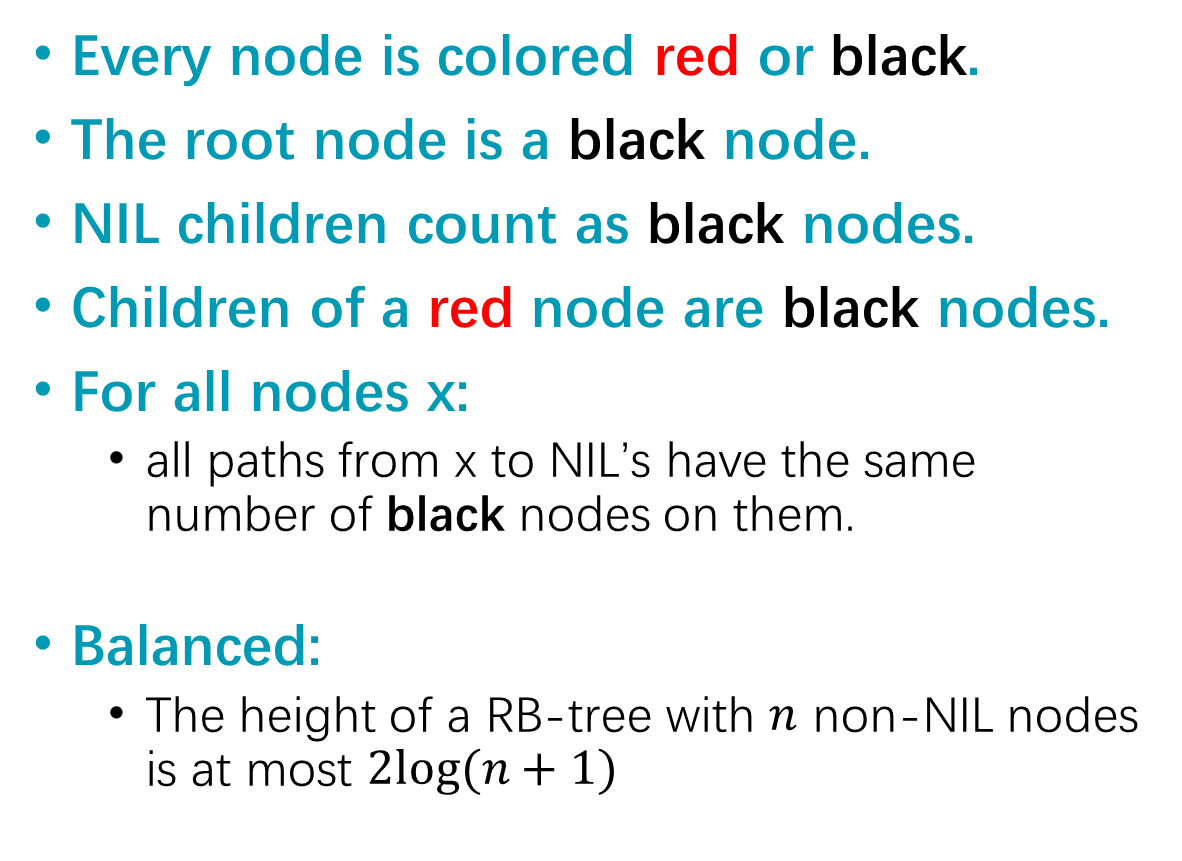 • Every node is colored red or black.
• The root node is a black node.
• NIL children count as black nodes.
• Children of a red node are black nodes.
• For all nodes x:
• all paths from x to NIL’s have the same
number of black nodes on them.
• Balanced:
• The height of a RB-tree with n non-NIL nodes
is at most 2log(n + 1)